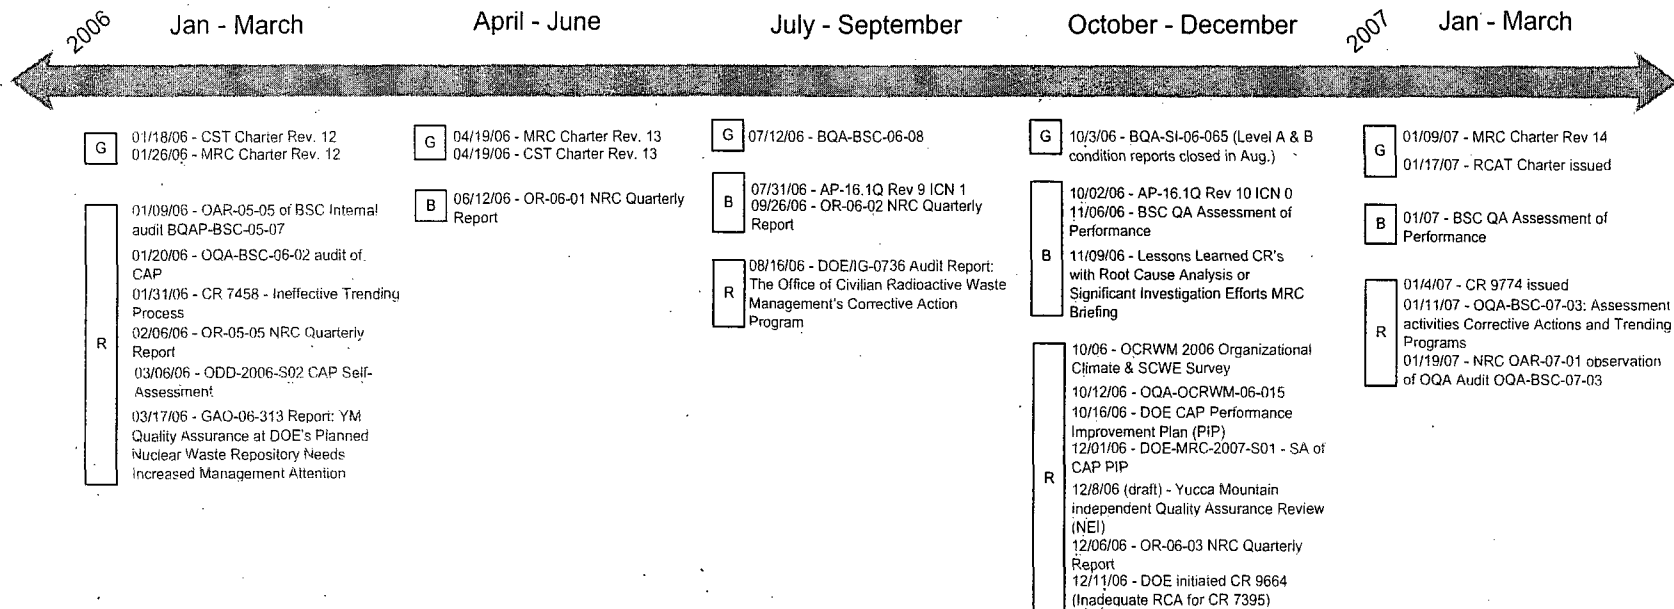 2006
Jan - March
April - June
July - September
October - December
2007
Jan - March
G
01/18/06 - CST Charter Rev. 12
01/26/06 - MRC Charter Rev. 12
R
01/09/06 - OAR-05-05 of BSC Internal
audit BQAP-BSC-05-07
01/20/06 - OQA-BSC-06-02 audit of
CAP
01/31/06 - CR 7458 - Ineffective Trending
Process
02/06/06 - OR-05-05 NRC Quarterly
Report
03/06/06 - ODD-2006-S02 CAP Self-
Assessment
03/17/06 - GAO-06-313 Report: YM
Quality Assurance at DOE's Planned
Nuclear Waste Repository Needs
Increased Management Attention
G
04/19/06 - MRC Charter Rev. 13
04/19/06 - CST Charter Rev. 13
B
06/12/06 - OR-06-01 NRC Quarterly
Report
G
07/12/06 - BQA-BSC-06-08
B
07/31/06 - AP-16.1Q Rev 9 ICN 1
09/26/06 - OR-06-02 NRC Quarterly
Report
R
08/16/06 - DOE/IG-0736 Audit Report:
The Office of Civilian Radioactive Waste
Management's Corrective Action
Program
G
10/3/06 - BQA-SI-06-065 (Level A & B
condition reports closed in Aug.)
B
10/02/06 - AP-16.1Q Rev 10 ICN 0
11/06/06 - BSC QA Assessment of
Performance
11/09/06 - Lessons Learned CR's
with Root Cause Analysis or
Significant Investigation Efforts MRC
Briefing
R
10/06 - OCRWM 2006 Organizational
Climate & SCWE Survey
10/12/06 - OQA-OCRWM-06-015
10/16/06 - DOE CAP Performance
Improvement Plan (PIP)
12/01/06 - DOE-MRC-2007-S01 - SA of
CAP PIP
12/8/06 (draft) - Yucca Mountain
independent Quality Assurance Review
(NEI)
12/06/06 - OR-06-03 NRC Quarterly
Report
12/11/06 - DOE initiated CR 9664
(Inadequate RCA for CR 7395)
G
01/09/07 - MRC Charter Rev 14
01/17/07 - RCAT Charter issued
B
01/07 - BSC QA Assessment of
Performance
R
01/4/07 - CR 9774 issued
01/11/07 - OQA-BSC-07-03: Assessment
activities Corrective Actions and Trending
Programs
01/19/07 - NRC OAR-07-01 observation
of OQA Audit OQA-BSC-07-03